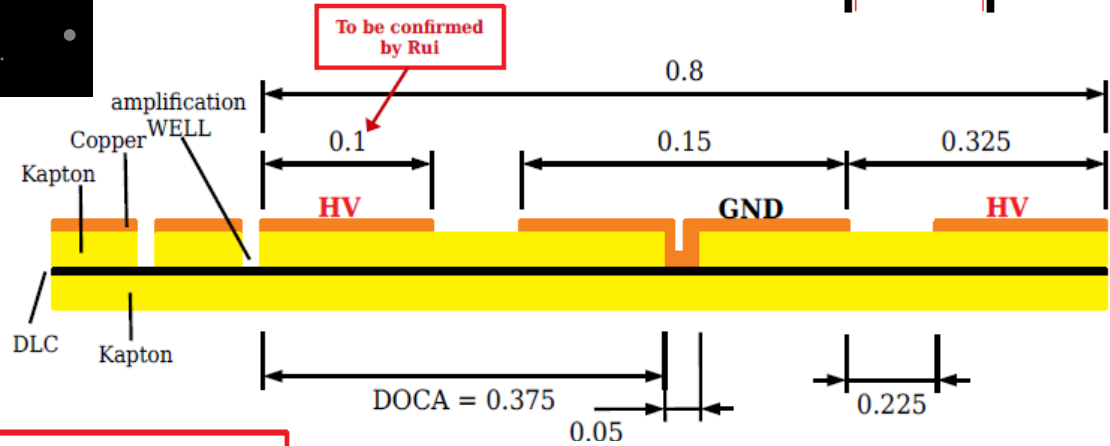 To be confirmed
by Rui
0.8
amplification
WELL
Copper
Kapton
0.1
0.15
0.325
HV
GND
HV
DLC
Kapton
DOCA = 0.375
0.05
0.225